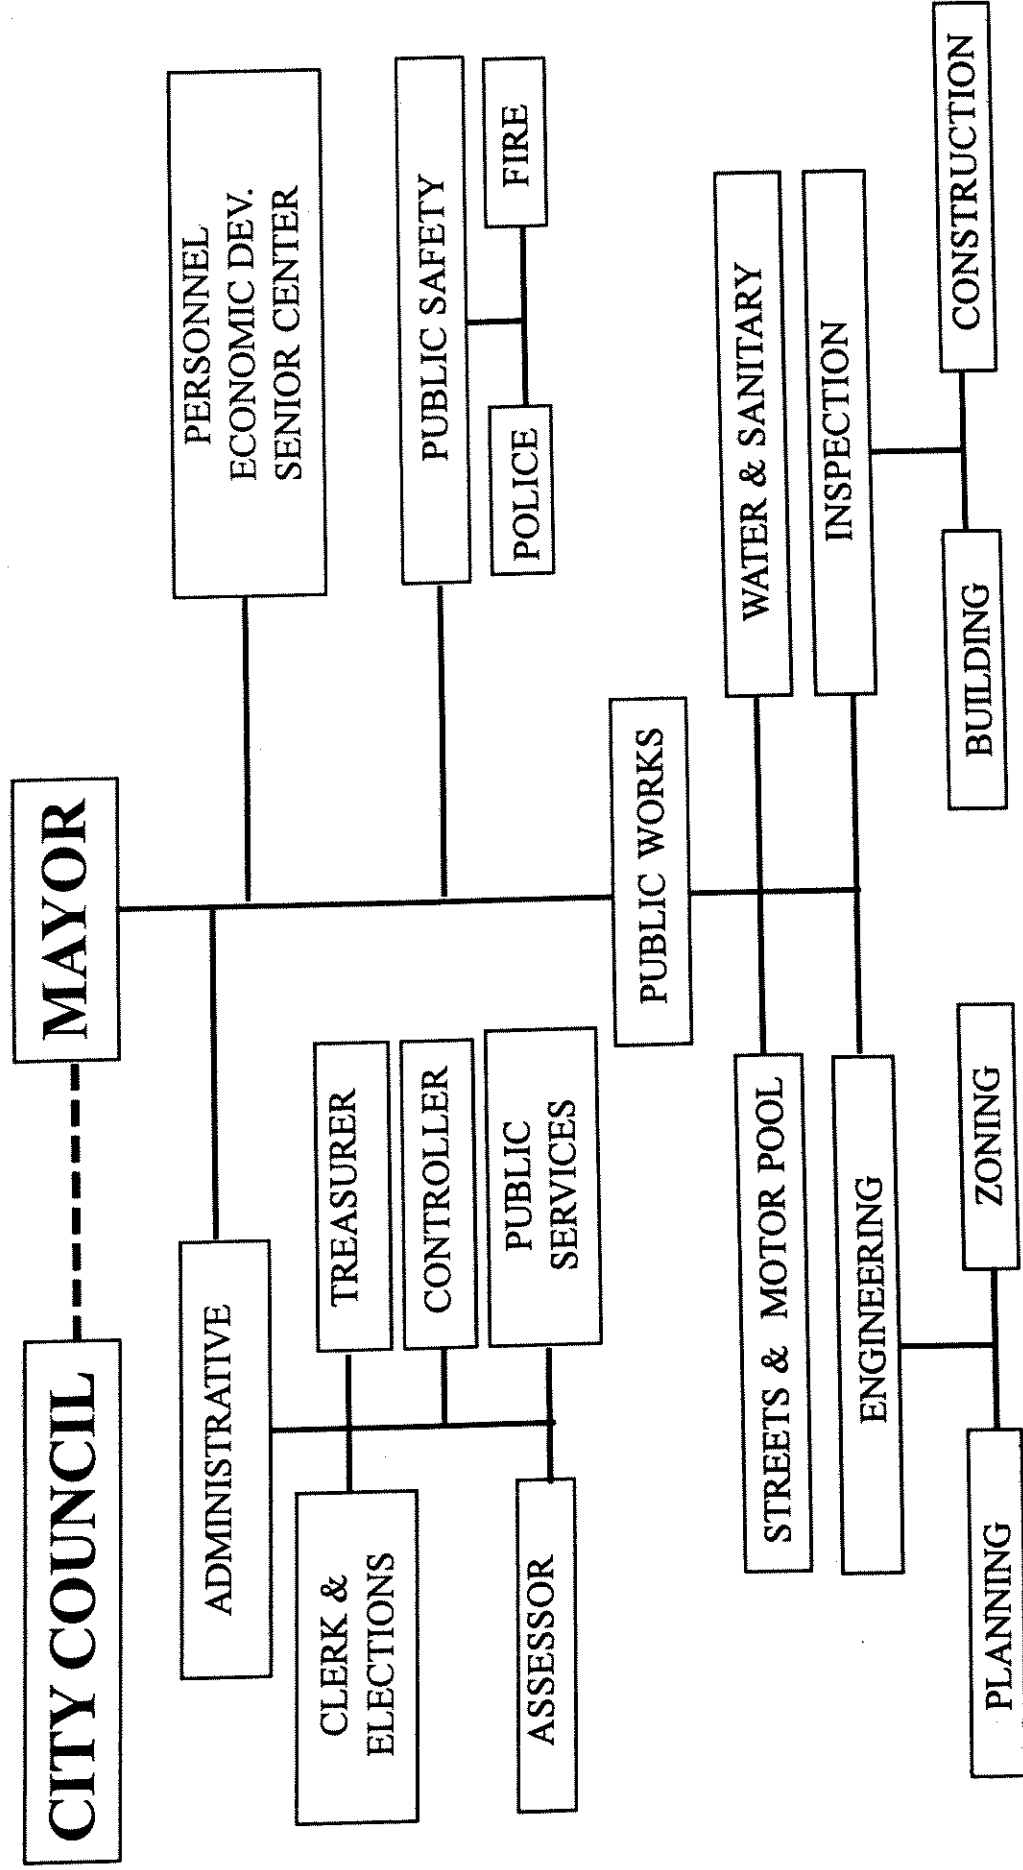 CITY COUNCIL
MAYOR
ADMINISTRATIVE
PERSONNEL
ECONOMIC DEV.
SENIOR CENTER
CLERK &
ELECTIONS
TREASURER
CONTROLLER
ASSESSOR
PUBLIC
SERVICES
PUBLIC SAFETY
POLICE
FIRE
PUBLIC WORKS
STREETS & MOTOR POOL
WATER & SANITARY
ENGINEERING
INSPECTION
PLANNING
ZONING
BUILDING
CONSTRUCTION